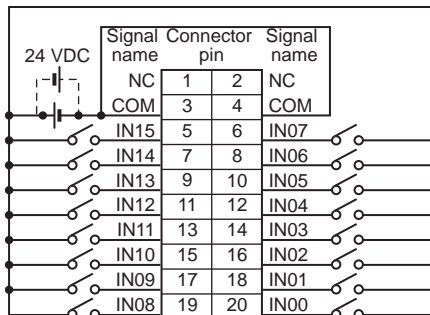 Signal name Connector pin Signal name
24 VDC
NC 1 2 NC
COM 3 4 COM
IN15 5 6 IN07
IN14 7 8 IN06
IN13 9 10 IN05
IN12 11 12 IN04
IN11 13 14 IN03
IN10 15 16 IN02
IN09 17 18 IN01
IN08 19 20 IN00